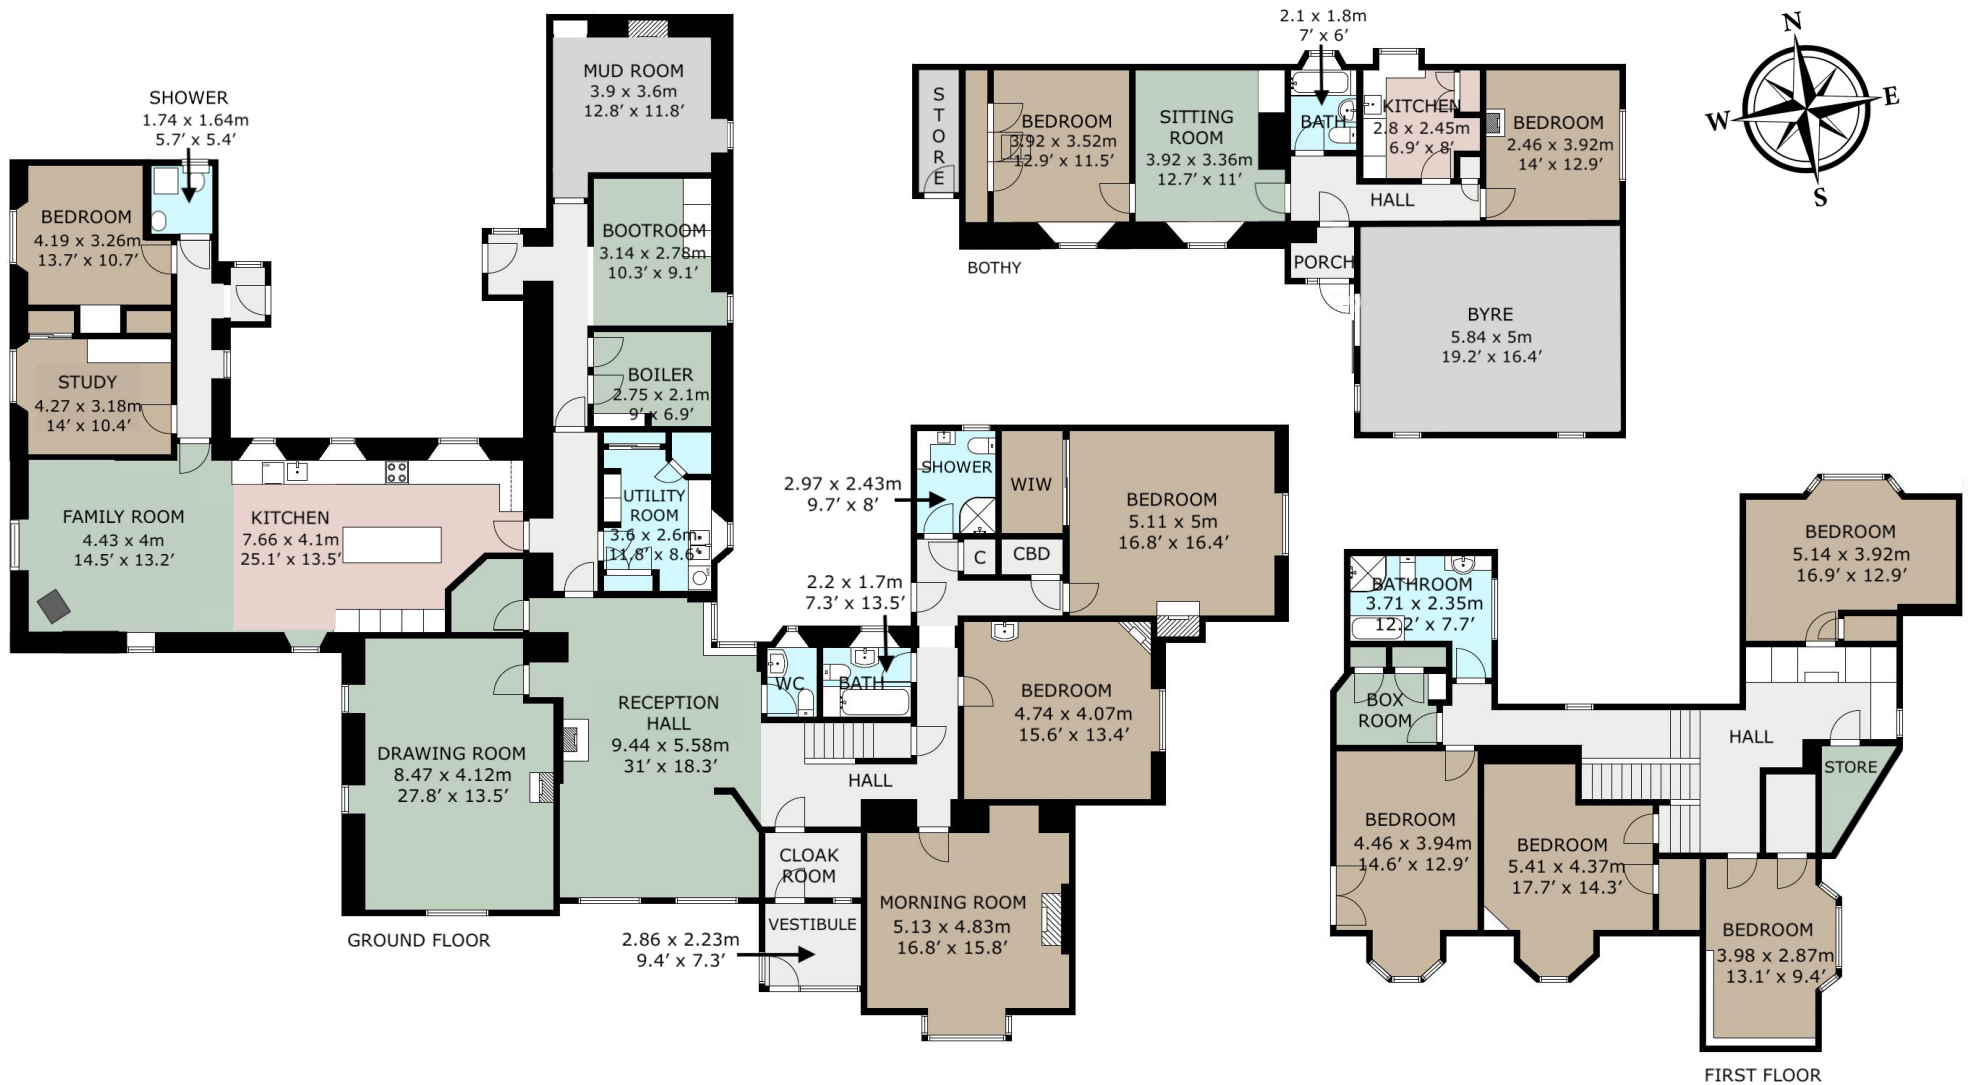 MUD ROOM
3.9 x 3.6m
12.8’ x 11.8’
SHOWER
1.74 x 1.64m
5.7’ x 5.4’
BEDROOM
4.19 x 3.26m
13.7’ x 10.7’
BOOTROOM
3.14 x 2.78m
10.3’ x 9.1’
STUDY
4.27 x 3.18m
14’ x 10.4’
BOILER
2.75 x 2.1m
9’ x 6.9’
FAMILY ROOM
4.43 x 4m
14.5’ x 13.2’
KITCHEN
7.66 x 4.1m
25.1’ x 13.5’
UTILITY
ROOM
3.6 x 2.6m
11.8’ x 8.6’
DRAWING ROOM
8.47 x 4.12m
27.8’ x 13.5’
RECEPTION
HALL
9.44 x 5.58m
31’ x 18.3’
WC
BATH
2.2 x 1.7m
7.3’ x 13.5’
SHOWER
2.97 x 2.43m
9.7’ x 8’
WIW
C
CBD
BEDROOM
5.11 x 5m
16.8’ x 16.4’
BEDROOM
4.74 x 4.07m
15.6’ x 13.4’
HALL
CLOAK
ROOM
VESTIBULE
2.86 x 2.23m
9.4’ x 7.3’
MORNING ROOM
5.13 x 4.83m
16.8’ x 15.8’
GROUND FLOOR
2.1 x 1.8m
7’ x 6’
STORE
BEDROOM
3.92 x 3.52m
12.9’ x 11.5’
SITTING
ROOM
3.92 x 3.36m
12.7’ x 11’
BATH
KITCHEN
2.8 x 2.45m
6.9’ x 8’
BEDROOM
2.46 x 3.92m
14’ x 12.9’
HALL
PORCH
BOTHY
BYRE
5.84 x 5m
19.2’ x 16.4’
N
E
S
W
BEDROOM
5.14 x 3.92m
16.9’ x 12.9’
BATHROOM
3.71 x 2.35m
12.2’ x 7.7’
BOX
ROOM
HALL
STORE
BEDROOM
4.46 x 3.94m
14.6’ x 12.9’
BEDROOM
5.41 x 4.37m
17.7’ x 14.3’
BEDROOM
3.98 x 2.87m
13.1’ x 9.4’
FIRST FLOOR